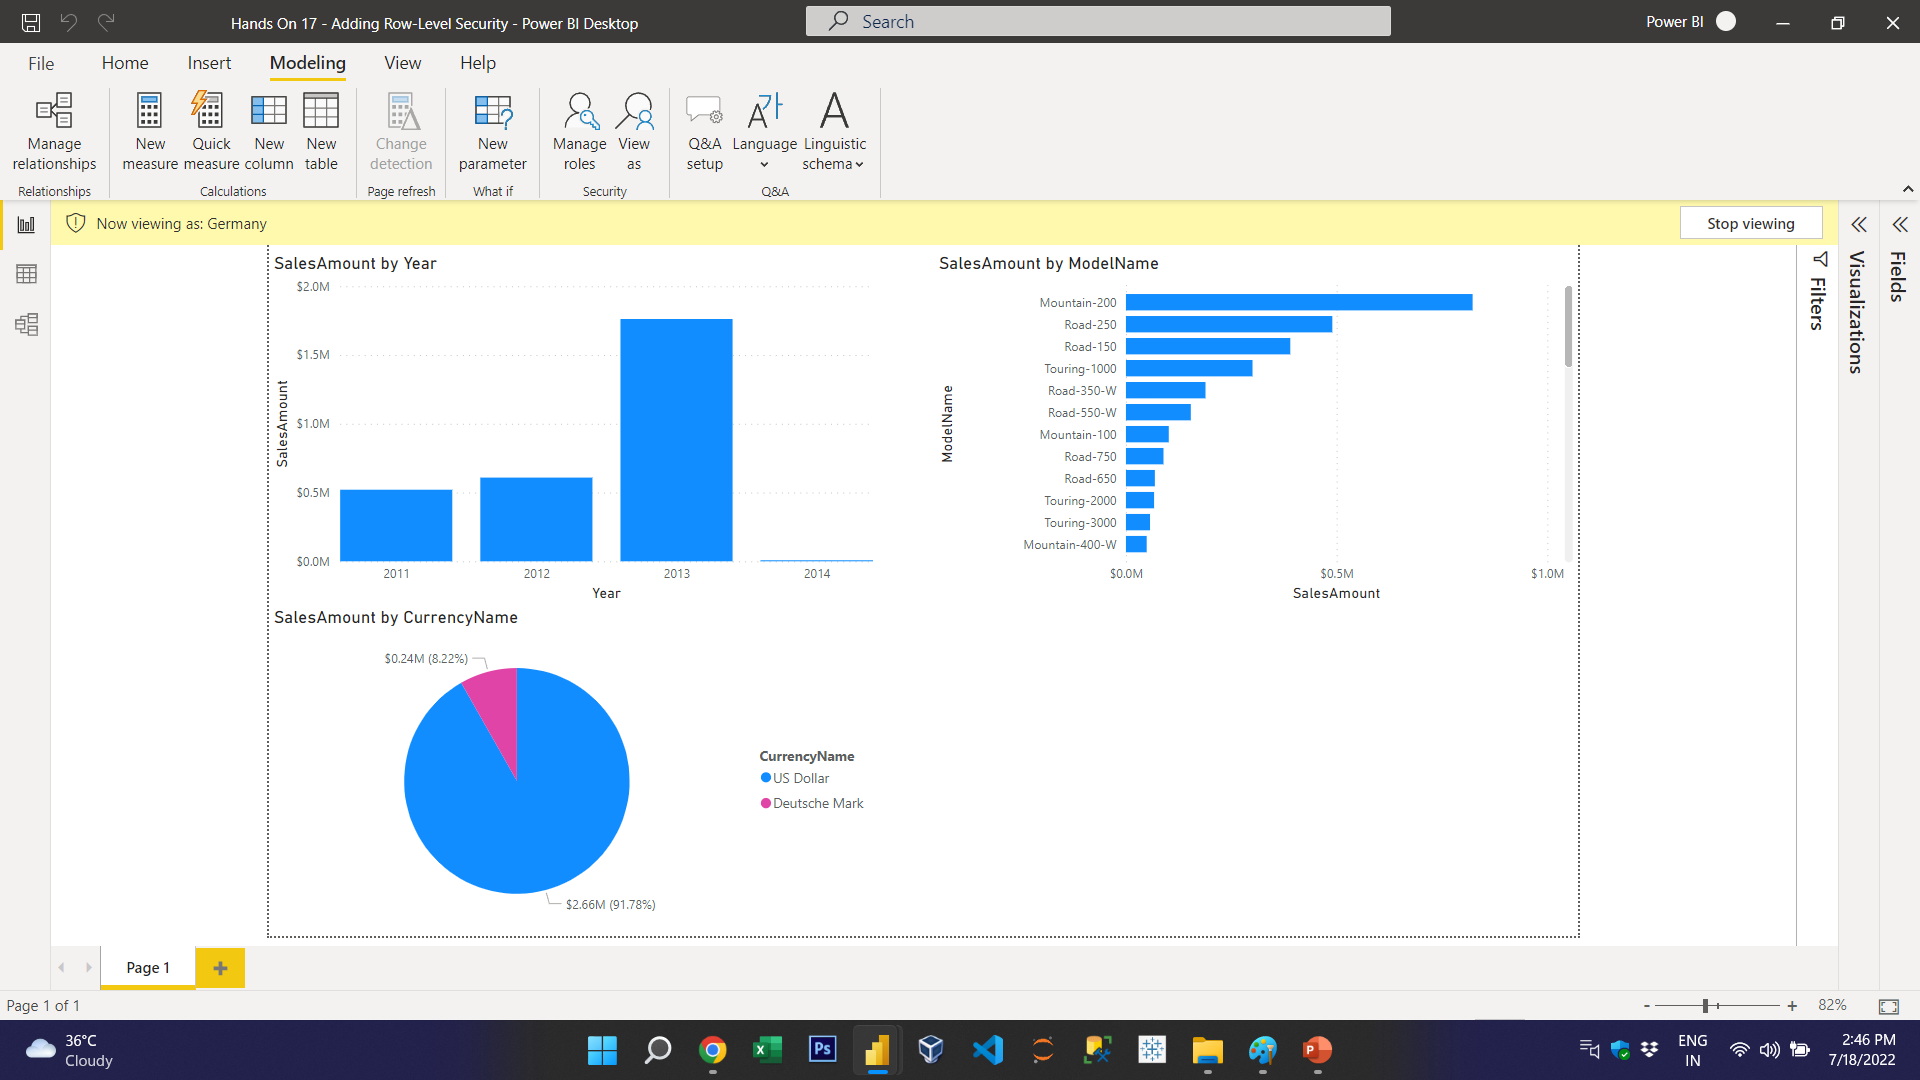 Hands On 17 - Adding Row-Level Security - Power BI Desktop
Search
Power BI
File
Home
Insert
Modeling
View
Help
Manage relationships
New measure
Quick measure
New column
New table
Change detection
New parameter
Manage roles
View as
Q&A setup
Language
Linguistic schema
Relationships
Calculations
Page refresh
What if
Security
Q&A
Now viewing as: Germany
Stop viewing
Filters
Visualizations
Fields
SalesAmount by Year
$2.0M
$1.5M
$1.0M
$0.5M
$0.0M
SalesAmount
2011
2012
2013
2014
Year
SalesAmount by ModelName
ModelName
Mountain-200
Road-250
Road-150
Touring-1000
Road-350-W
Road-550-W
Mountain-100
Road-750
Road-650
Touring-2000
Touring-3000
Mountain-400-W
$0.0M
$0.5M
$1.0M
SalesAmount
SalesAmount by CurrencyName
$0.24M (8.22%)
$2.66M (91.78%)
CurrencyName
US Dollar
Deutsche Mark
Page 1
Page 1 of 1
82%
36°C
Cloudy
Ps
ENG
IN
2:46 PM
7/18/2022